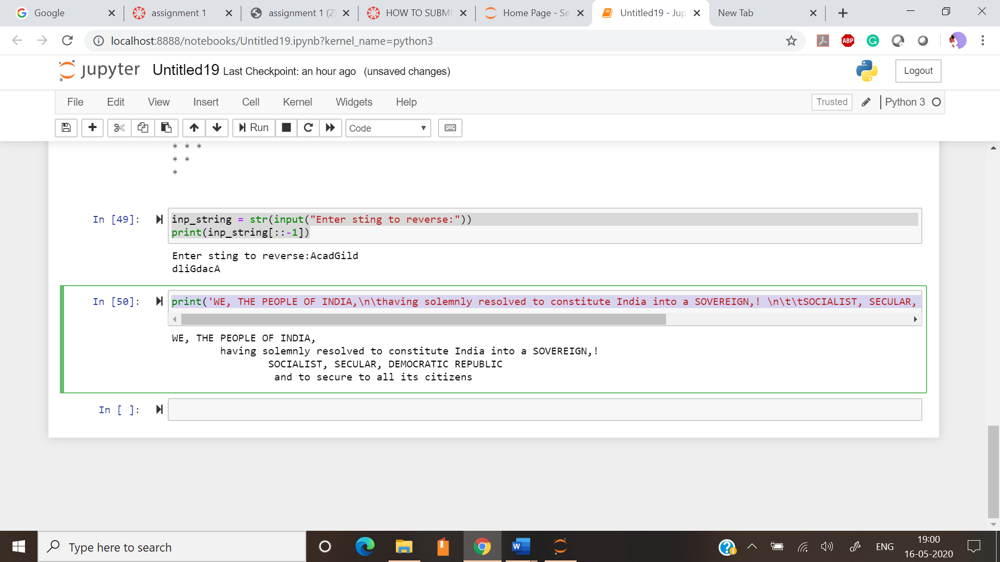 Google
assignment 1
assignment 1 (2)
HOW TO SUBMI
Home Page - Se
Untitled19 - Jup
New Tab
localhost:8888/notebooks/Untitled19.ipynb?kernel_name=python3
ABP
jupyter Untitled19 Last Checkpoint: an hour ago (unsaved changes)
Logout
File Edit View Insert Cell Kernel Widgets Help
Trusted
Python 3
Run
Code
* * *
* *
*
In [49]:
inp_string = str(input("Enter sting to reverse:"))
print(inp_string[::-1])
Enter sting to reverse:AcadGild
dliGdacA
In [50]:
print('WE, THE PEOPLE OF INDIA,\n\thaving solemnly resolved to constitute India into a SOVEREIGN,! \n\t\tSOCIALIST, SECULAR,
WE, THE PEOPLE OF INDIA,
having solemnly resolved to constitute India into a SOVEREIGN,!
SOCIALIST, SECULAR, DEMOCRATIC REPUBLIC
and to secure to all its citizens
In [ ]:
Type here to search
ENG
19:00
16-05-2020